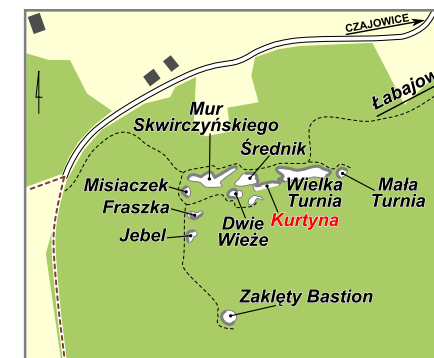 CZAJOWICE
Łabajow
Mur
Skwirczyńskiego
Średnik
Misiaczek
Wielka
Turnia
Mała
Turnia
Fraszka
Dwie
Wieże
Kurtyna
Jebel
Zaklęty Bastion